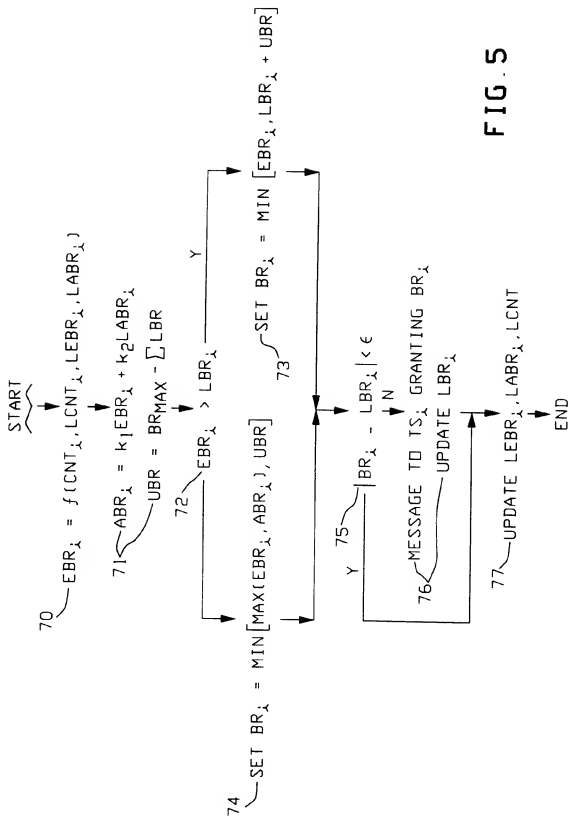 START
70 EBRᵢ = f(CNTᵢ,LCNTᵢ,LEBRᵢ,LABRᵢ)
71 ABRᵢ = k₁EBRᵢ + k₂LABRᵢ
UBR = BR_MAX - ∑LBR
72 EBRᵢ > LBRᵢ
Y
74 SET BRᵢ = MIN [MAX(EBRᵢ,ABRᵢ),UBR]
73 SET BRᵢ = MIN [EBRᵢ,LBRᵢ + UBR]
75 |BRᵢ - LBRᵢ| < ϵ
Y
N
76 MESSAGE TO TSᵢ GRANTING BRᵢ
UPDATE LBRᵢ
77 UPDATE LEBRᵢ,LABRᵢ,LCNT
END
FIG.5